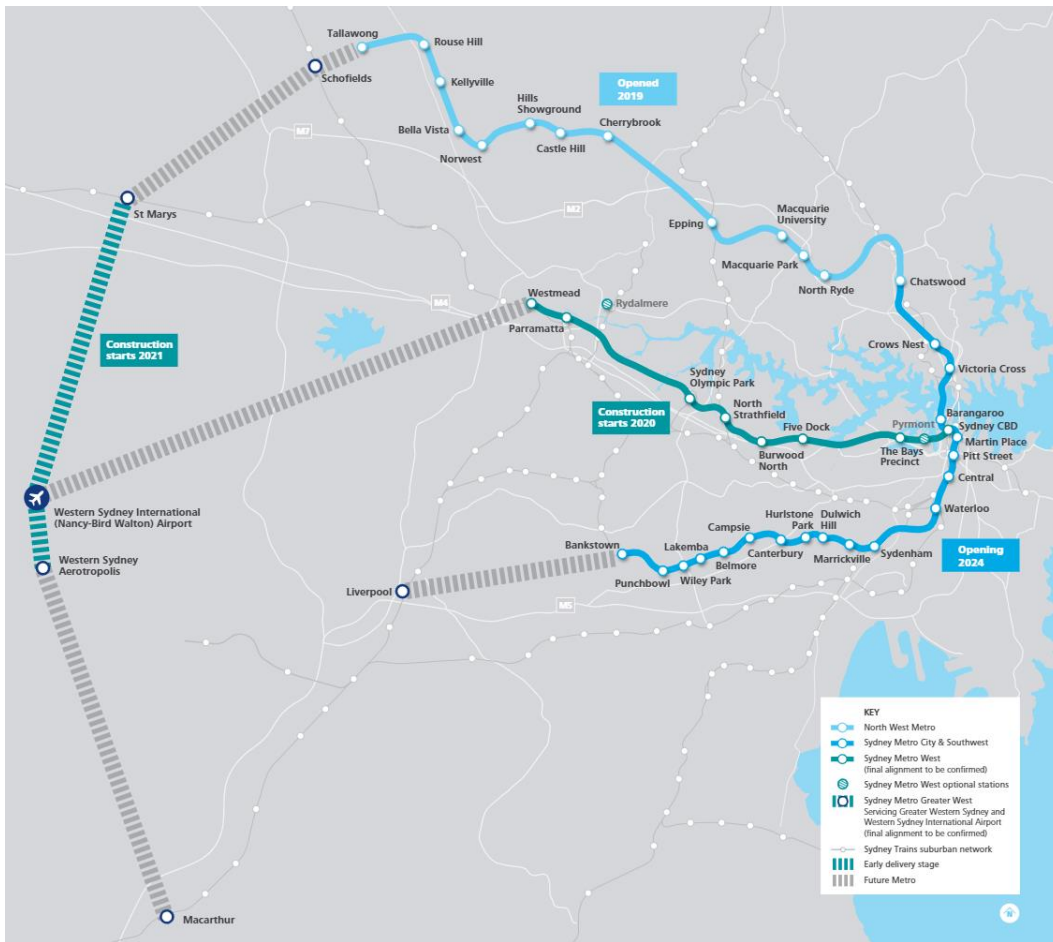 Tallawong
Rouse Hill
Schofields
Kellyville
Opened
2019
Hills
Showground
Cherrybrook
M7
Bella Vista
Norwest
Castle Hill
St Marys
M2
Macquarie
University
Epping
Macquarie Park
North Ryde
Chatswood
Westmead
M4
Rydalmere
Parramatta
Construction
starts 2021
Crows Nest
Victoria Cross
Sydney
Olympic Park
Construction
starts 2020
North
Strathfield
Five Dock
Pyrmont
Barangaroo
Sydney CBD
Martin Place
Burwood
North
The Bays
Precinct
Pitt Street
Central
Western Sydney International
(Nancy-Bird Walton) Airport
Waterloo
Western Sydney
Aerotropolis
Bankstown
Campsie
Hurlstone
Park
Dulwich
Hill
Lakemba
Canterbury
Belmore
Marrickville
Sydenham
Opening
2024
Punchbowl
Wiley Park
Liverpool
M5
KEY
North West Metro
Sydney Metro City & Southwest
Sydney Metro West
(final alignment to be confirmed)
Sydney Metro West optional stations
Sydney Metro Greater West
Servicing Greater Western Sydney and
Western Sydney International Airport
(final alignment to be confirmed)
Sydney Trains suburban network
Early delivery stage
Future Metro
Macarthur
N